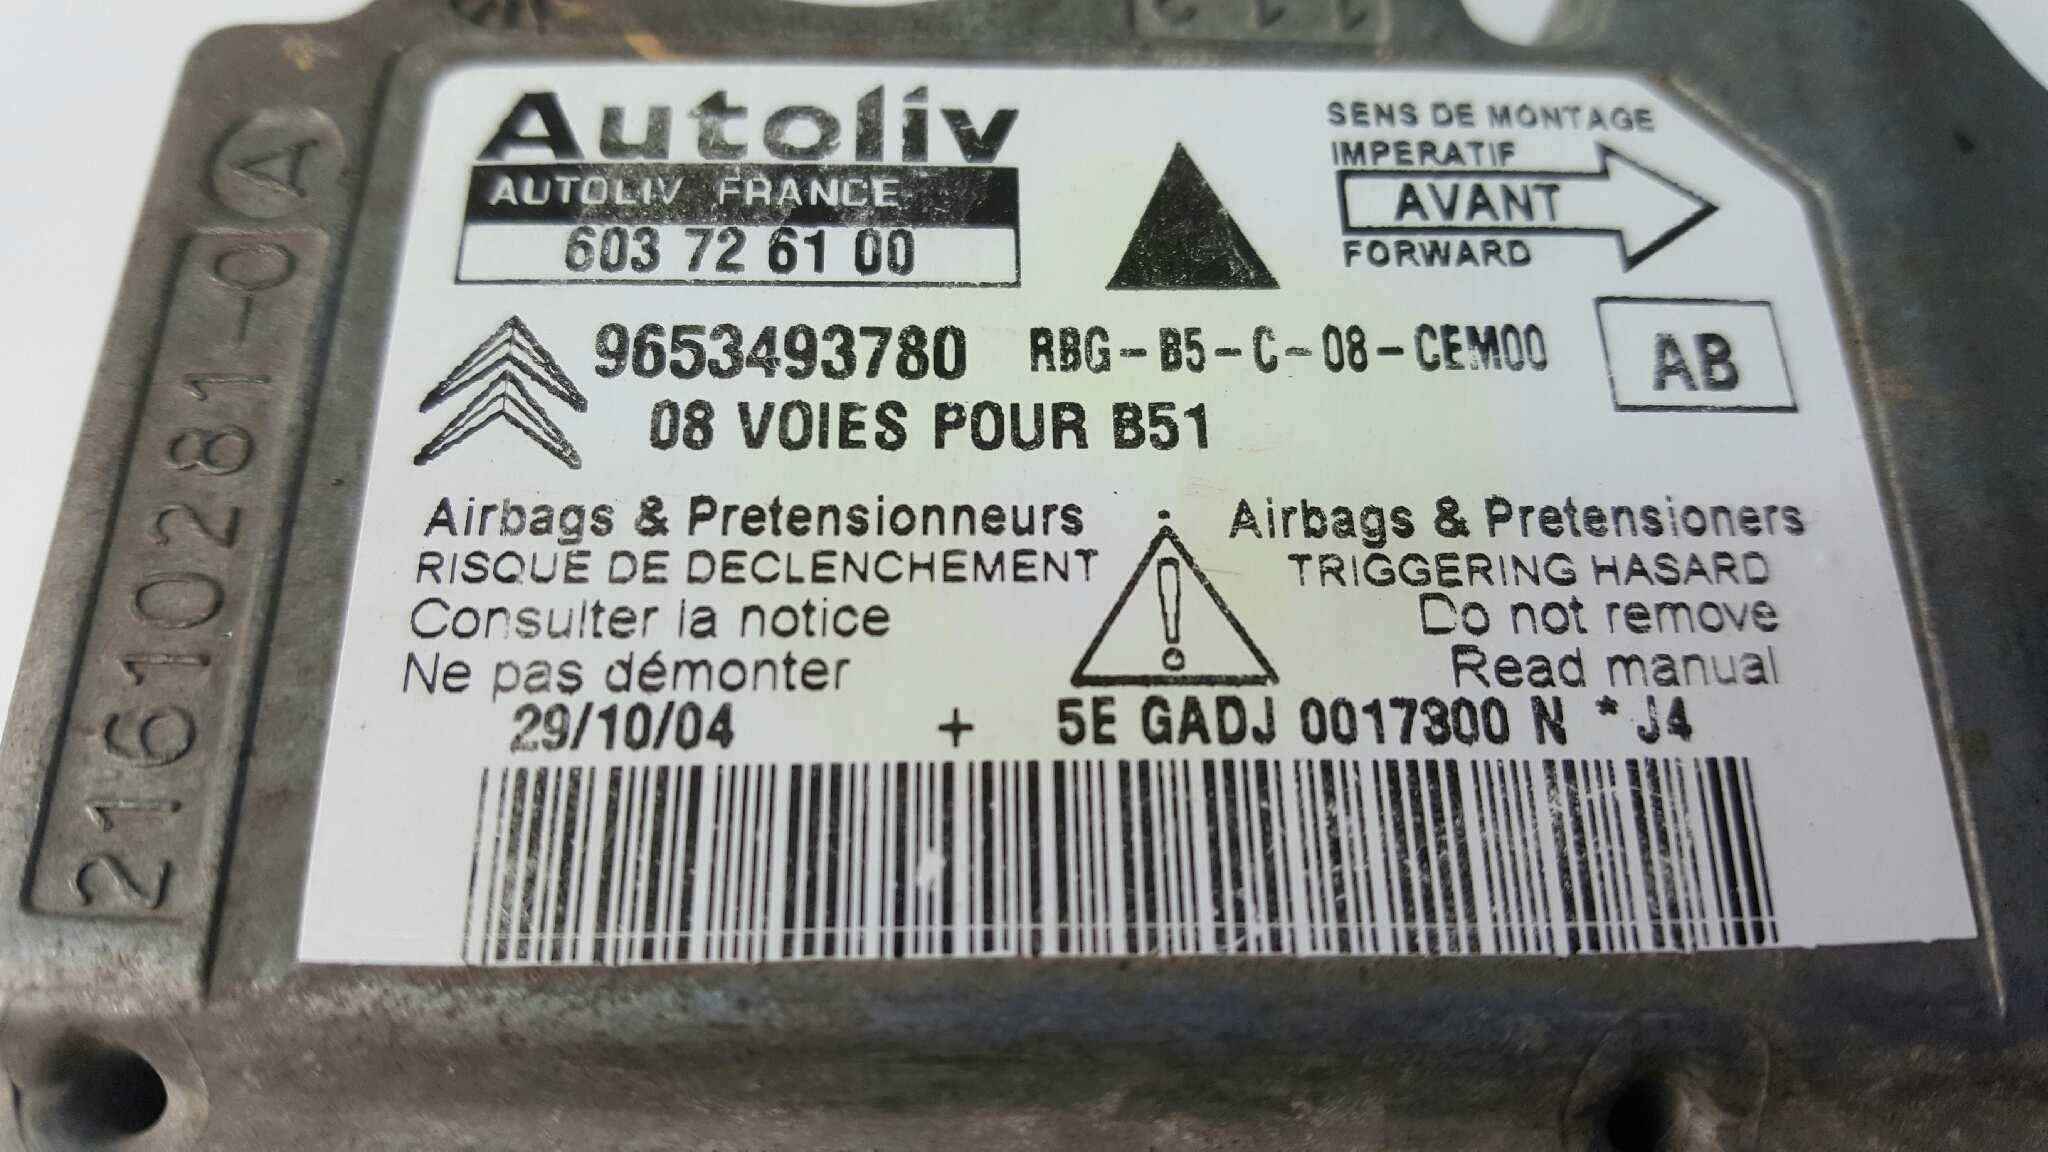 Autoliv
AUTOLIV FRANCE
603 72 61 00
SENS DE MONTAGE
IMPERATIF
AVANT
FORWARD
9653493780 RBG-B5-C-08-CEM00
AB
08 VOIES POUR B51
Airbags & Pretensionneurs
RISQUE DE DECLENCHEMENT
Consulter la notice
Ne pas démonter
Airbags & Pretensioners
TRIGGERING HASARD
Do not remove
Read manual
29/10/04 + 5E GADJ 0017300 N * J4
21610281-0 A